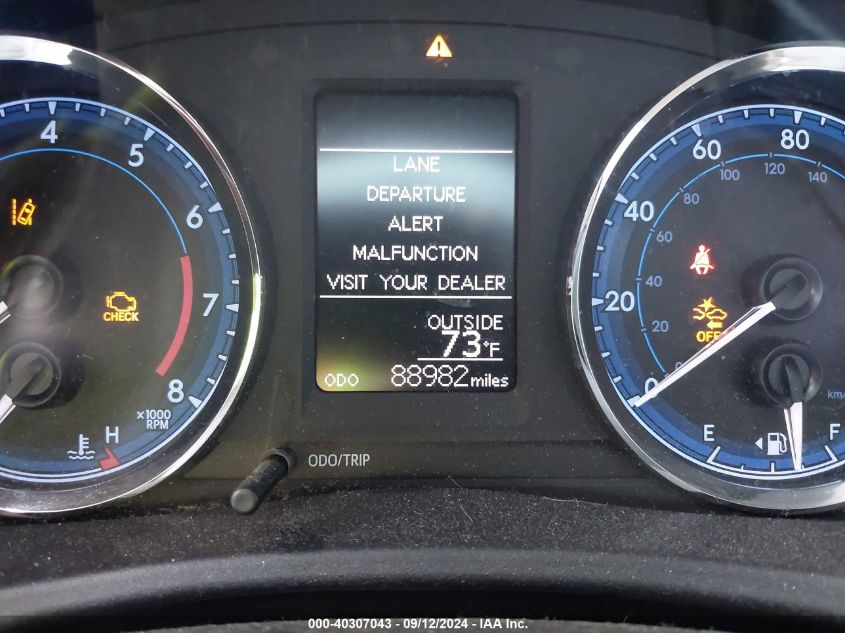 4
5
6
7
8
×1000
RPM
CHECK
H
LANE
DEPARTURE
ALERT
MALFUNCTION
VISIT YOUR DEALER
OUTSIDE
73°F
ODO 88982 miles
ODO/TRIP
0
20
40
60
80
0
20
40
60
80
100
120
140
km/
OFF
E
F
000-40307043 - 09/12/2024 - IAA Inc.